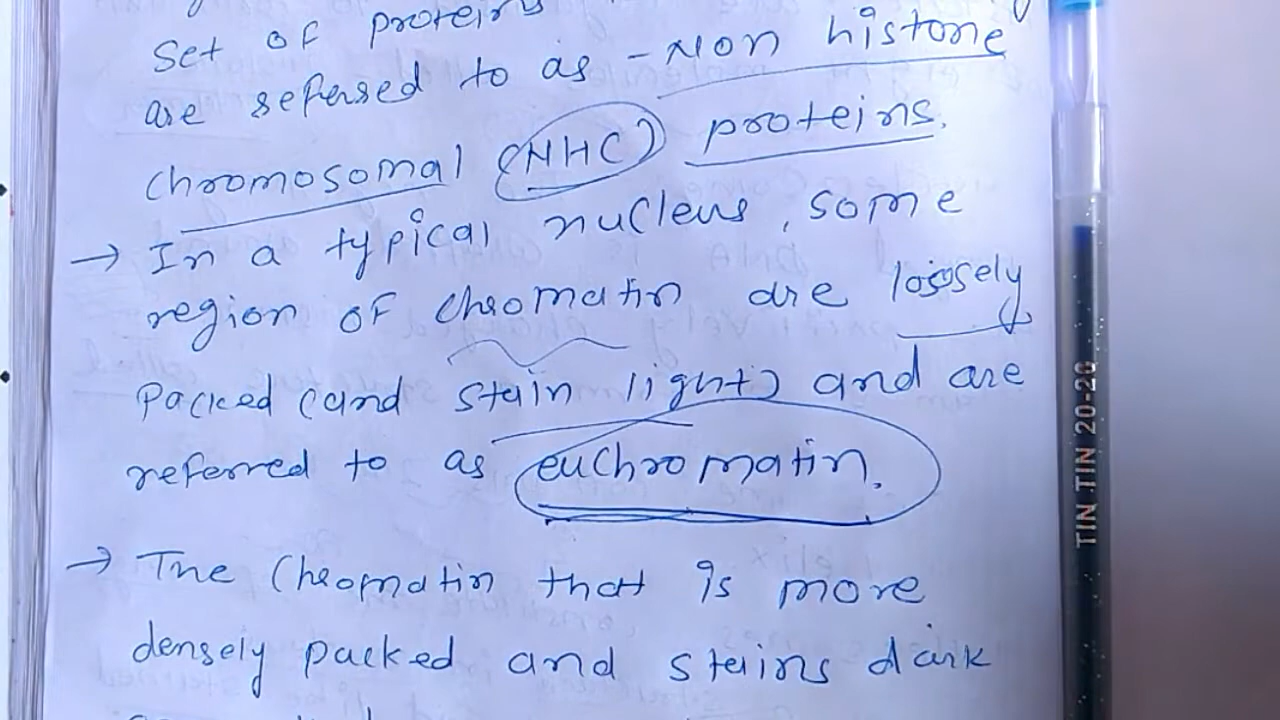 set of proteins
are refersed to as - Non histone
chromosomal (NHC) proteins.
→ In a typical nucleus, some
region of chromatin are loosely
packed (and stain light) and are
referred to as euchromatin.
→ The Chromatin that is more
densely packed and stains dark
TIN TIN 20-20